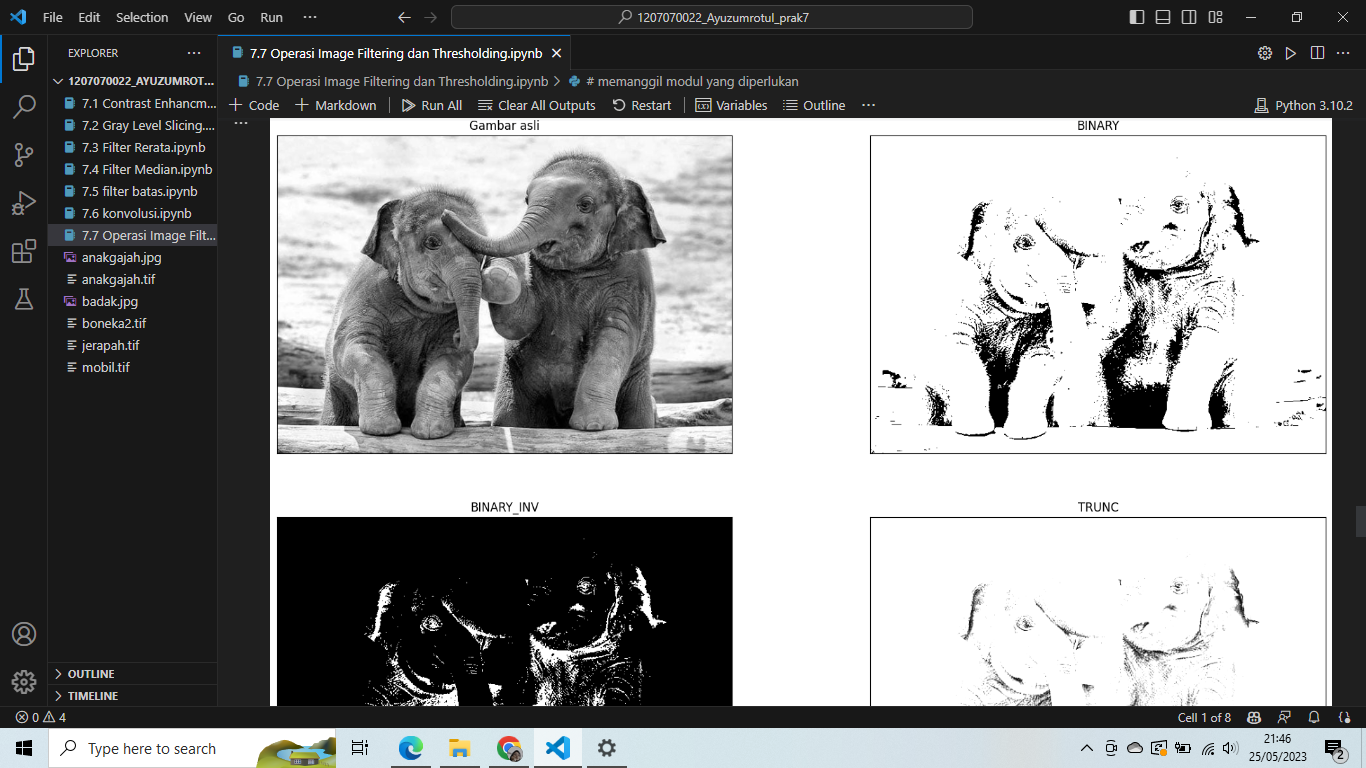 File Edit Selection View Go Run ···
1207070022_Ayuzumrotul_prak7
EXPLORER ···
1207070022_AYUZUMROT...
7.1 Contrast Enhancm...
7.2 Gray Level Slicing....
7.3 Filter Rerata.ipynb
7.4 Filter Median.ipynb
7.5 filter batas.ipynb
7.6 konvolusi.ipynb
7.7 Operasi Image Filt...
anakgajah.jpg
anakgajah.tif
badak.jpg
boneka2.tif
jerapah.tif
mobil.tif
OUTLINE
TIMELINE
7.7 Operasi Image Filtering dan Thresholding.ipynb
7.7 Operasi Image Filtering dan Thresholding.ipynb > # memanggil modul yang diperlukan
+ Code + Markdown Run All Clear All Outputs Restart Variables Outline ··· Python 3.10.2
Gambar asli
BINARY
BINARY_INV
TRUNC
0 4
Cell 1 of 8
Type here to search
21:46
25/05/2023
2